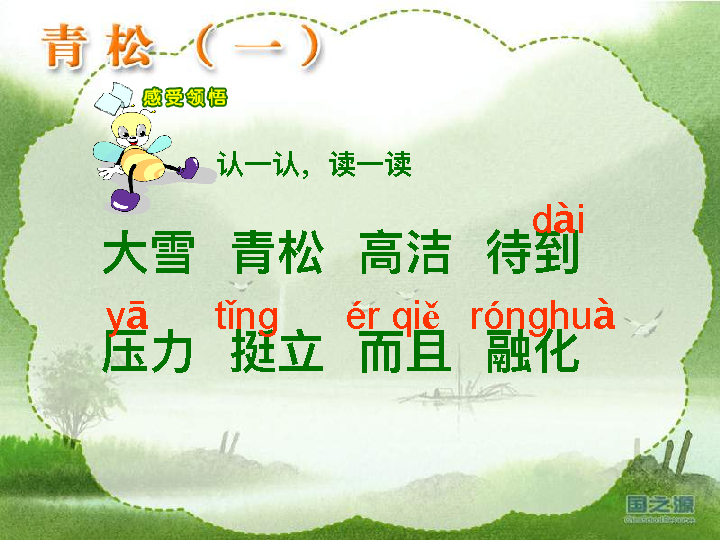 青松（一）
感受领悟
认一认，读一读
dài
大雪 青松 高洁 待到
yā tǐng ér qiě rónghuà
压力 挺立 而且 融化
国之源